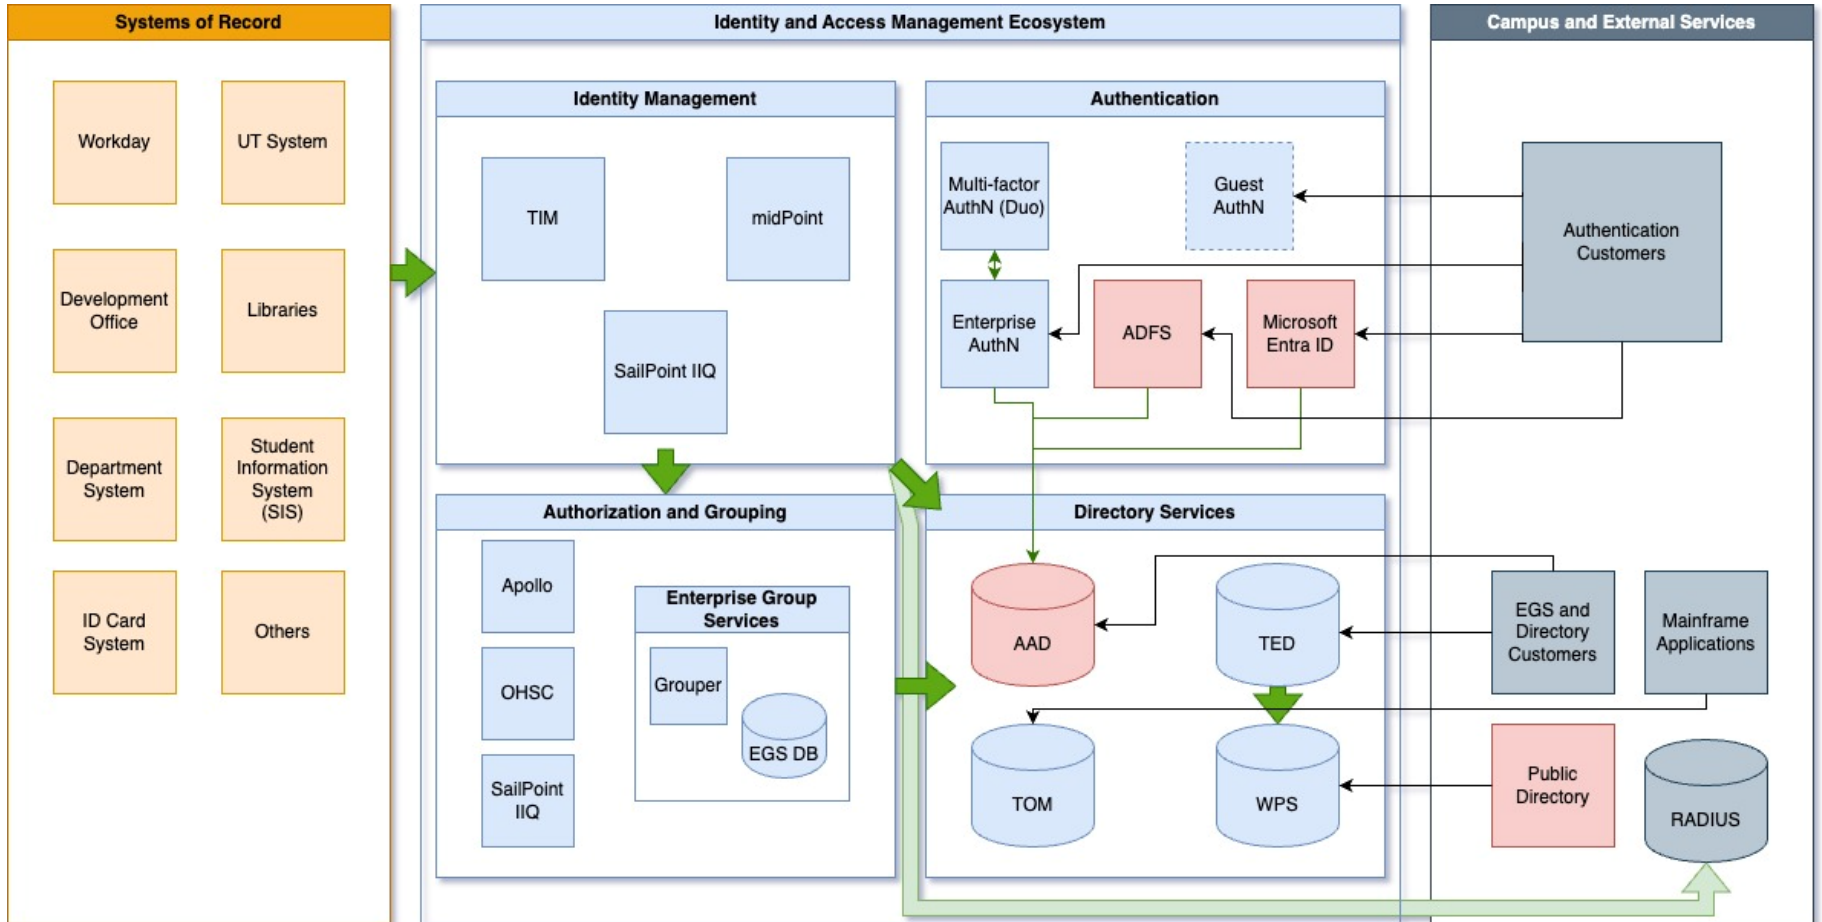 Systems of Record
Workday
UT System
Development
Office
Libraries
Department
System
Student
Information
System
(SIS)
ID Card
System
Others
Identity and Access Management Ecosystem
Identity Management
TIM
midPoint
SailPoint IIQ
Authentication
Multi-factor
AuthN (Duo)
Guest
AuthN
Enterprise
AuthN
ADFS
Microsoft
Entra ID
Authorization and Grouping
Apollo
OHSC
SailPoint
IIQ
Enterprise Group
Services
Grouper
EGS DB
Directory Services
AAD
TED
TOM
WPS
Campus and External Services
Authentication
Customers
EGS and
Directory
Customers
Mainframe
Applications
Public
Directory
RADIUS